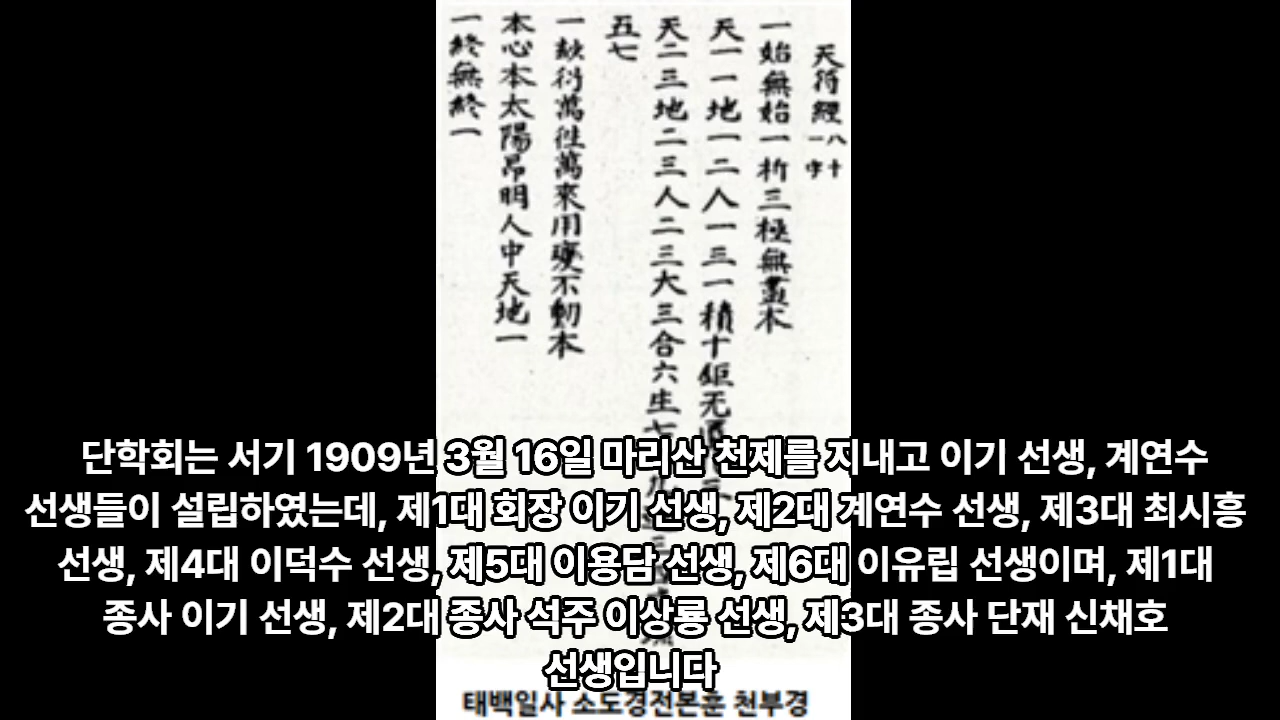 天符經 八十一字
一始無始一析三極無盡本
天一一地一二人一三一積十鉅无
天二三地二三人二三大三合六生
五七
一玅衍萬徃萬來用變不動本
本心本太陽昂明人中天地一
一終無終一
단학회는 서기 1909년 3월 16일 마리산 천제를 지내고 이기 선생, 계연수
선생들이 설립하였는데, 제1대 회장 이기 선생, 제2대 계연수 선생, 제3대 최시흥
선생, 제4대 이덕수 선생, 제5대 이용담 선생, 제6대 이유립 선생이며, 제1대
종사 이기 선생, 제2대 종사 석주 이상룡 선생, 제3대 종사 단재 신채호
선생입니다
태백일사 소도경전본훈 천부경